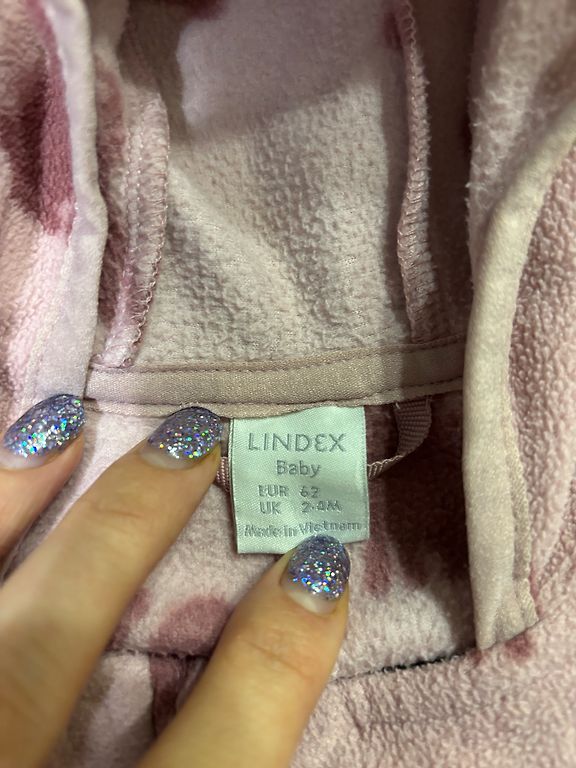 LINDEX
Baby
EUR 62
UK 2-4M
Made in Vietnam